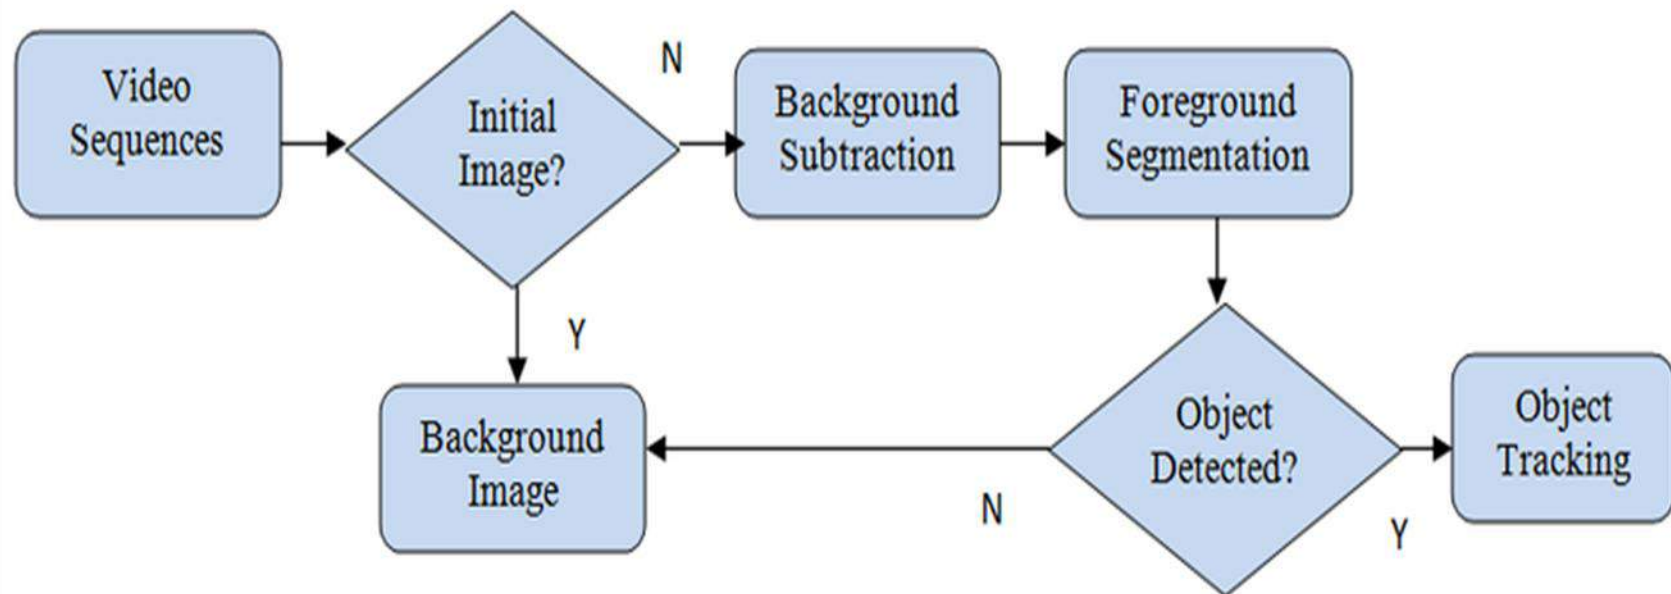 Video
Sequences
Initial
Image?
N
Background
Subtraction
Foreground
Segmentation
Y
Background
Image
Object
Detected?
N
Y
Object
Tracking